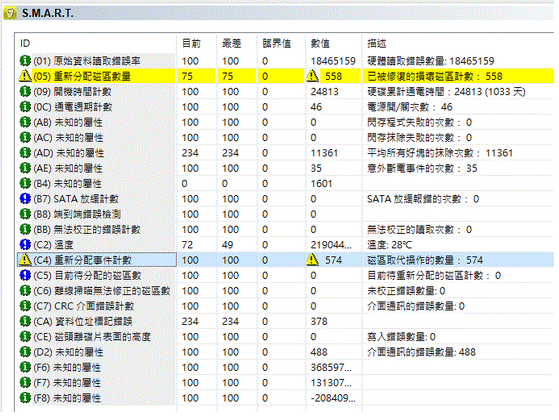 S.M.A.R.T.
ID 目前 最差 臨界值 數值 描述
(01) 原始資料讀取錯誤率 100 100 0 18465159 硬體讀取錯誤數量: 18465159
(05) 重新分配磁區數量 75 75 0 558 已被修復的損壞磁區計數： 558
(09) 開機時間計數 100 100 0 24813 硬碟累計通電時間： 24813 (1033 天)
(0C) 通電週期計數 100 100 0 46 電源開/關次數： 46
(AB) 未知的屬性 100 100 0 0 閃存程式失敗的次數： 0
(AC) 未知的屬性 100 100 0 0 閃存抹除失敗的次數： 0
(AD) 未知的屬性 234 234 0 11361 平均所有好塊的抹除次數： 11361
(AE) 未知的屬性 100 100 0 35 意外斷電事件的次數： 35
(B4) 未知的屬性 0 0 0 1601
(B7) SATA 放緩計數 100 100 0 0 SATA 放緩報錯的次數： 0
(B8) 端到端錯誤檢測 100 100 0 0
(BB) 無法校正的錯誤計數 100 100 0 0 無法校正的讀取次數： 0
(C2) 溫度 72 49 0 219044... 溫度: 28℃
(C4) 重新分配事件計數 100 100 0 574 磁區取代操作的數量： 574
(C5) 目前待分配的磁區數 100 100 0 0 目前待重新分配的磁區計數： 0
(C6) 離線掃瞄無法修正的磁區數 100 100 0 0 未校正錯誤數量: 0
(C7) CRC 介面錯誤計數 100 100 0 0 介面通訊的錯誤數量: 0
(CA) 資料位址標記錯誤 234 234 0 378
(CE) 磁頭離碟片表面的高度 100 100 0 0 寫入錯誤數量: 0
(D2) 未知的屬性 100 100 0 488 介面通訊的錯誤數量: 488
(F6) 未知的屬性 100 100 0 368597...
(F7) 未知的屬性 100 100 0 131307...
(F8) 未知的屬性 100 100 0 -208409...